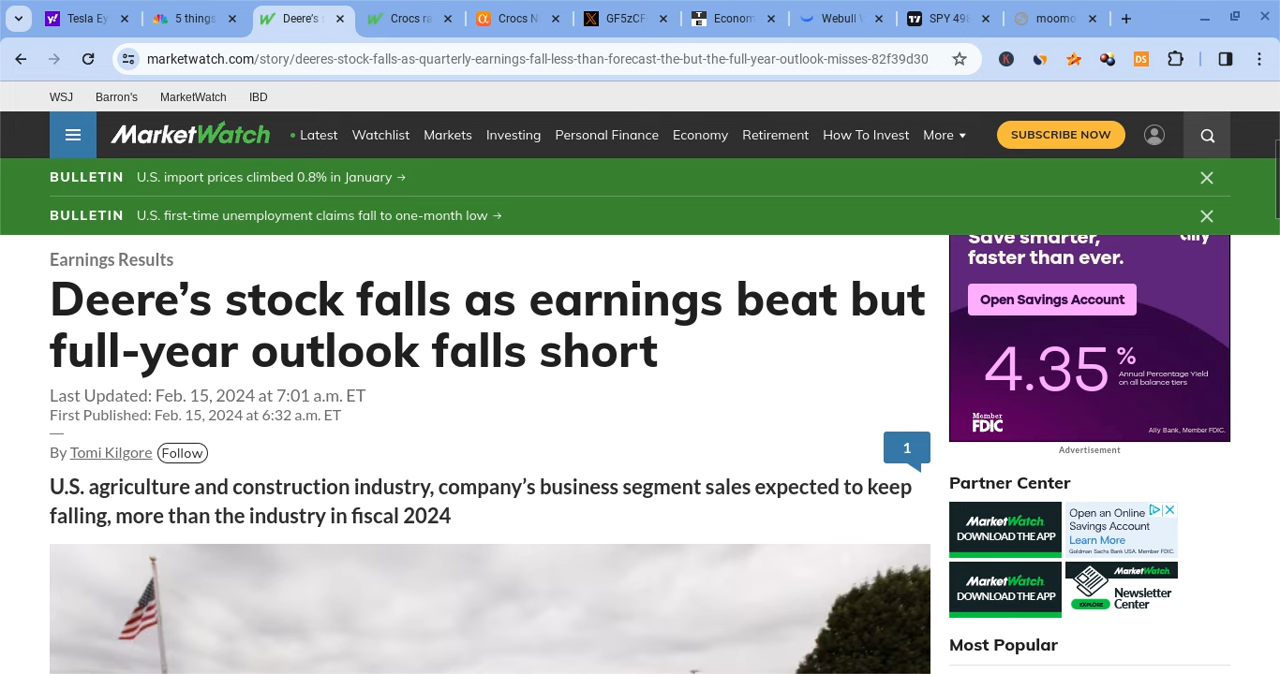 Tesla Ey
5 things
Deere's s
Crocs ra
Crocs N
GF5zCF
Econom
Webull
SPY 498
moomo
marketwatch.com/story/deeres-stock-falls-as-quarterly-earnings-fall-less-than-forecast-the-but-the-full-year-outlook-misses-82f39d30
WSJ Barron's MarketWatch IBD
MarketWatch • Latest Watchlist Markets Investing Personal Finance Economy Retirement How To Invest More SUBSCRIBE NOW
BULLETIN U.S. import prices climbed 0.8% in January →
BULLETIN U.S. first-time unemployment claims fall to one-month low →
Earnings Results
Deere's stock falls as earnings beat but
full-year outlook falls short
Last Updated: Feb. 15, 2024 at 7:01 a.m. ET
First Published: Feb. 15, 2024 at 6:32 a.m. ET
—
By Tomi Kilgore Follow
1
U.S. agriculture and construction industry, company's business segment sales expected to keep
falling, more than the industry in fiscal 2024
Save smarter, ally
faster than ever.
Open Savings Account
4.35%
Annual Percentage Yield
on all balance tiers
Member
FDIC
Ally Bank, Member FDIC.
Advertisement
Partner Center
MarketWatch
DOWNLOAD THE APP
Open an Online
Savings Account
Learn More
Goldman Sachs Bank USA. Member FDIC.
MarketWatch
DOWNLOAD THE APP
MarketWatch
Newsletter
Center
EXPLORE
Most Popular